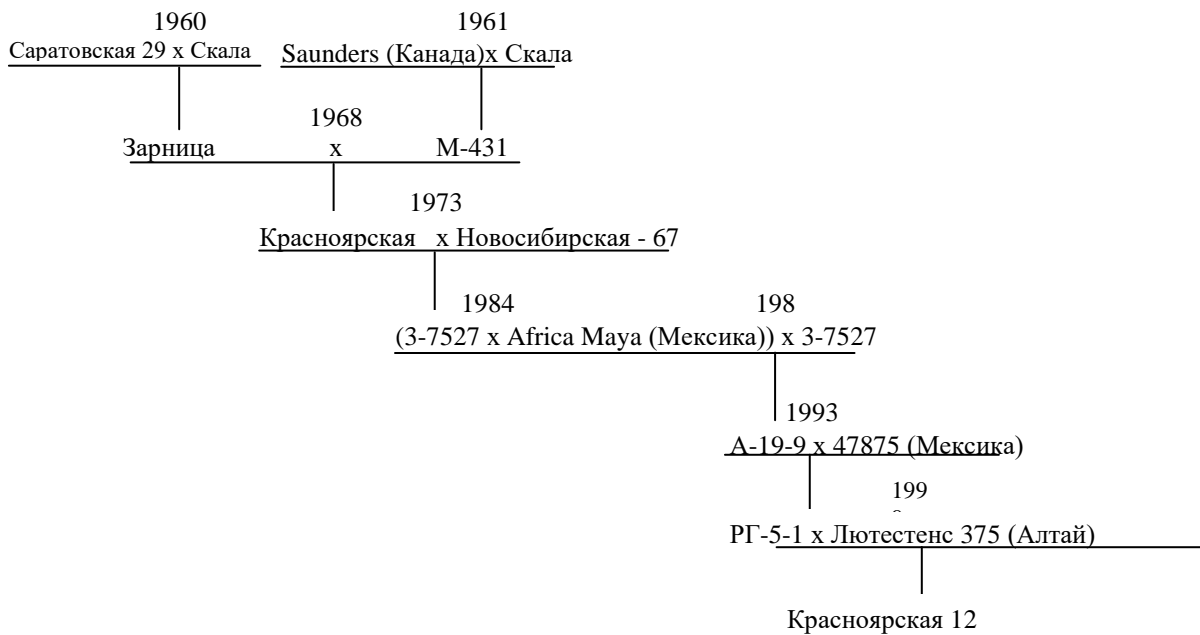 1960 1961
Саратовская 29 х Скала Saunders (Канада)х Скала
1968
Зарница х М-431
1973
Красноярская х Новосибирская - 67
1984 198
(3-7527 х Africa Maya (Мексика)) х 3-7527
1993
А-19-9 х 47875 (Мексика)
199
РГ-5-1 х Лютестенс 375 (Алтай)
Красноярская 12